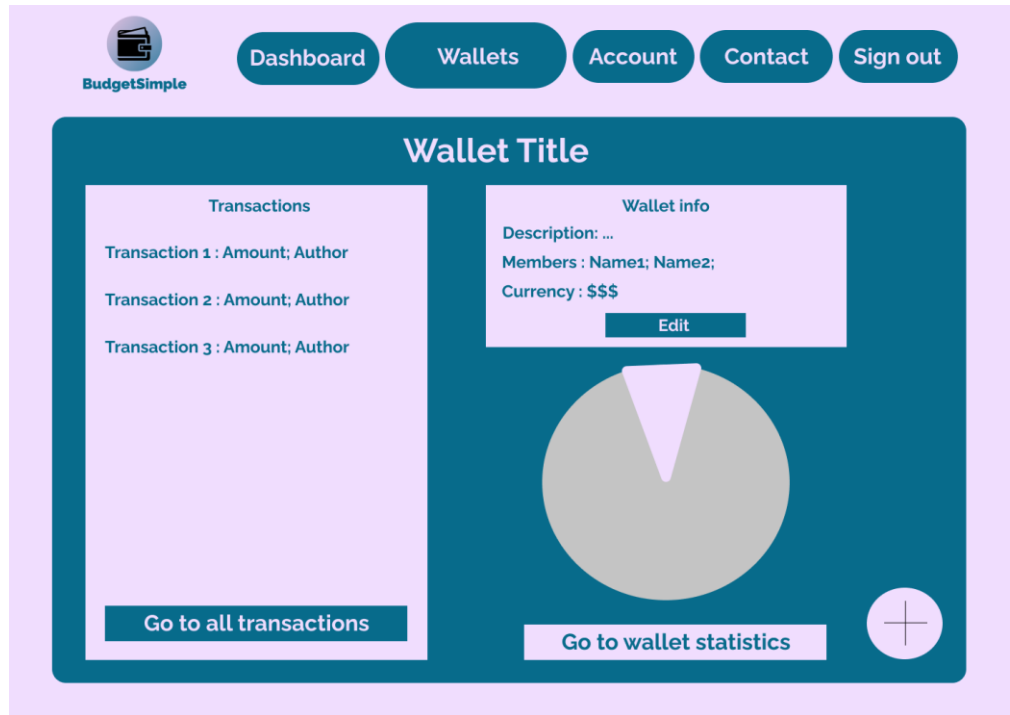 BudgetSimple
Dashboard
Wallets
Account
Contact
Sign out
Wallet Title
Transactions
Transaction 1 : Amount; Author
Transaction 2 : Amount; Author
Transaction 3 : Amount; Author
Go to all transactions
Wallet info
Description: ...
Members : Name1; Name2;
Currency : $$$
Edit
Go to wallet statistics